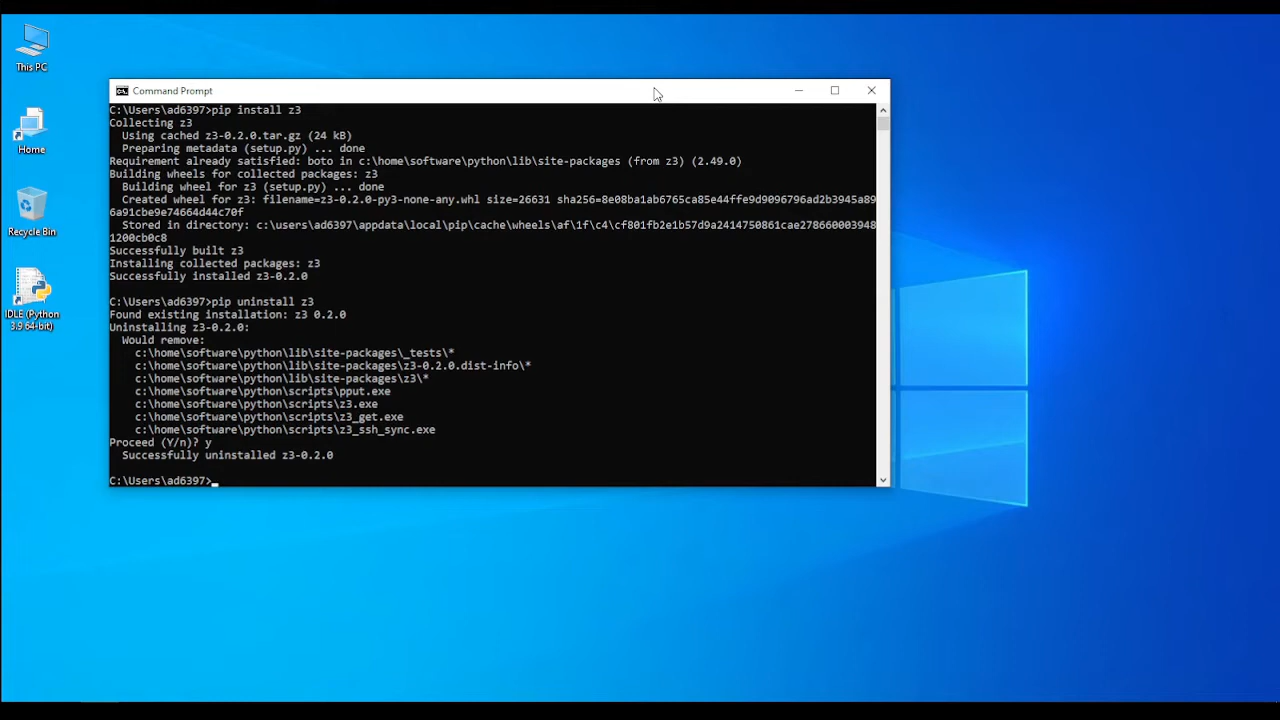 This PC
Home
Recycle Bin
IDLE (Python
3.9 64-bit)
Command Prompt
C:\Users\ad6397>pip install z3
Collecting z3
Using cached z3-0.2.0.tar.gz (24 kB)
Preparing metadata (setup.py) ... done
Requirement already satisfied: boto in c:\home\software\python\lib\site-packages (from z3) (2.49.0)
Building wheels for collected packages: z3
Building wheel for z3 (setup.py) ... done
Created wheel for z3: filename=z3-0.2.0-py3-none-any.whl size=26631 sha256=8e08ba1ab6765ca85e44ffe9d9096796ad2b3945a89
6a91cbe9e74664d44c70f
Stored in directory: c:\users\ad6397\appdata\local\pip\cache\wheels\af\1f\c4\cf801fb2e1b57d9a2414750861cae278660003948
1200cb0c8
Successfully built z3
Installing collected packages: z3
Successfully installed z3-0.2.0
C:\Users\ad6397>pip uninstall z3
Found existing installation: z3 0.2.0
Uninstalling z3-0.2.0:
Would remove:
c:\home\software\python\lib\site-packages\_tests\*
c:\home\software\python\lib\site-packages\z3-0.2.0.dist-info\*
c:\home\software\python\lib\site-packages\z3\*
c:\home\software\python\scripts\pput.exe
c:\home\software\python\scripts\z3.exe
c:\home\software\python\scripts\z3_get.exe
c:\home\software\python\scripts\z3_ssh_sync.exe
Proceed (Y/n)? y
Successfully uninstalled z3-0.2.0
C:\Users\ad6397>